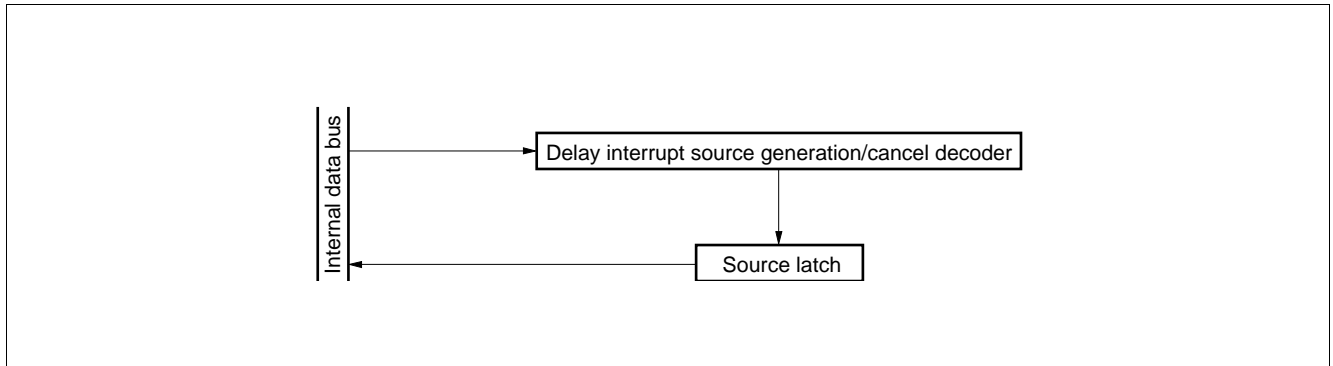 Internal data bus
Delay interrupt source generation/cancel decoder
Source latch